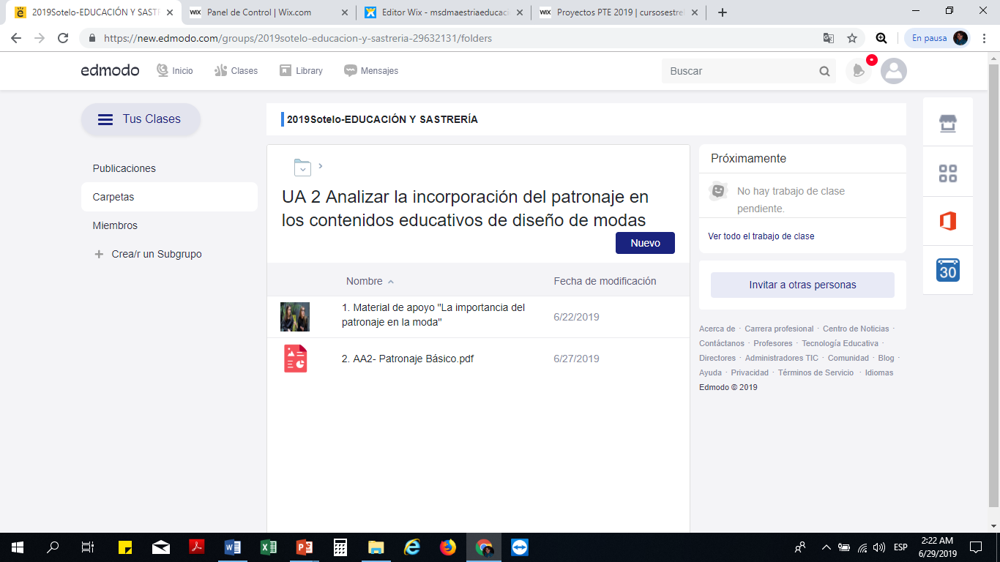 2019Sotelo-EDUCACIÓN Y SASTR
Panel de Control | Wix.com
Editor Wix - msdmaestriaeducaci
Proyectos PTE 2019 | cursosestre
https://new.edmodo.com/groups/2019sotelo-educacion-y-sastreria-29632131/folders
En pausa
edmodo
Inicio
Clases
Library
Mensajes
Buscar
Tus Clases
Publicaciones
Carpetas
Miembros
Crea/r un Subgrupo
2019Sotelo-EDUCACIÓN Y SASTRERÍA
UA 2 Analizar la incorporación del patronaje en
los contenidos educativos de diseño de modas
Nuevo
Nombre
Fecha de modificación
1. Material de apoyo "La importancia del
patronaje en la moda"
6/22/2019
2. AA2- Patronaje Básico.pdf
6/27/2019
Próximamente
No hay trabajo de clase
pendiente.
Ver todo el trabajo de clase
Invitar a otras personas
Acerca de · Carrera profesional · Centro de Noticias ·
Contáctanos · Profesores · Tecnología Educativa ·
Directores · Administradores TIC · Comunidad · Blog ·
Ayuda · Privacidad · Términos de Servicio · Idiomas
Edmodo © 2019
30
ESP
2:22 AM
6/29/2019